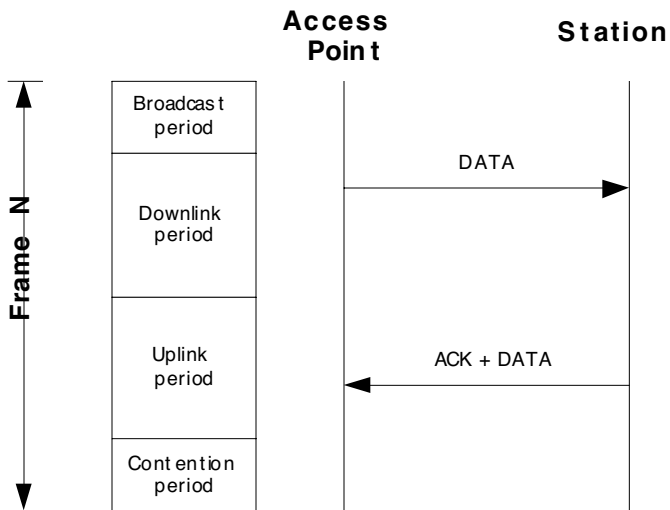 Access
Point
Station
Broadcast
period
DATA
Downlink
period
Frame N
Uplink
period
ACK + DATA
Contention
period